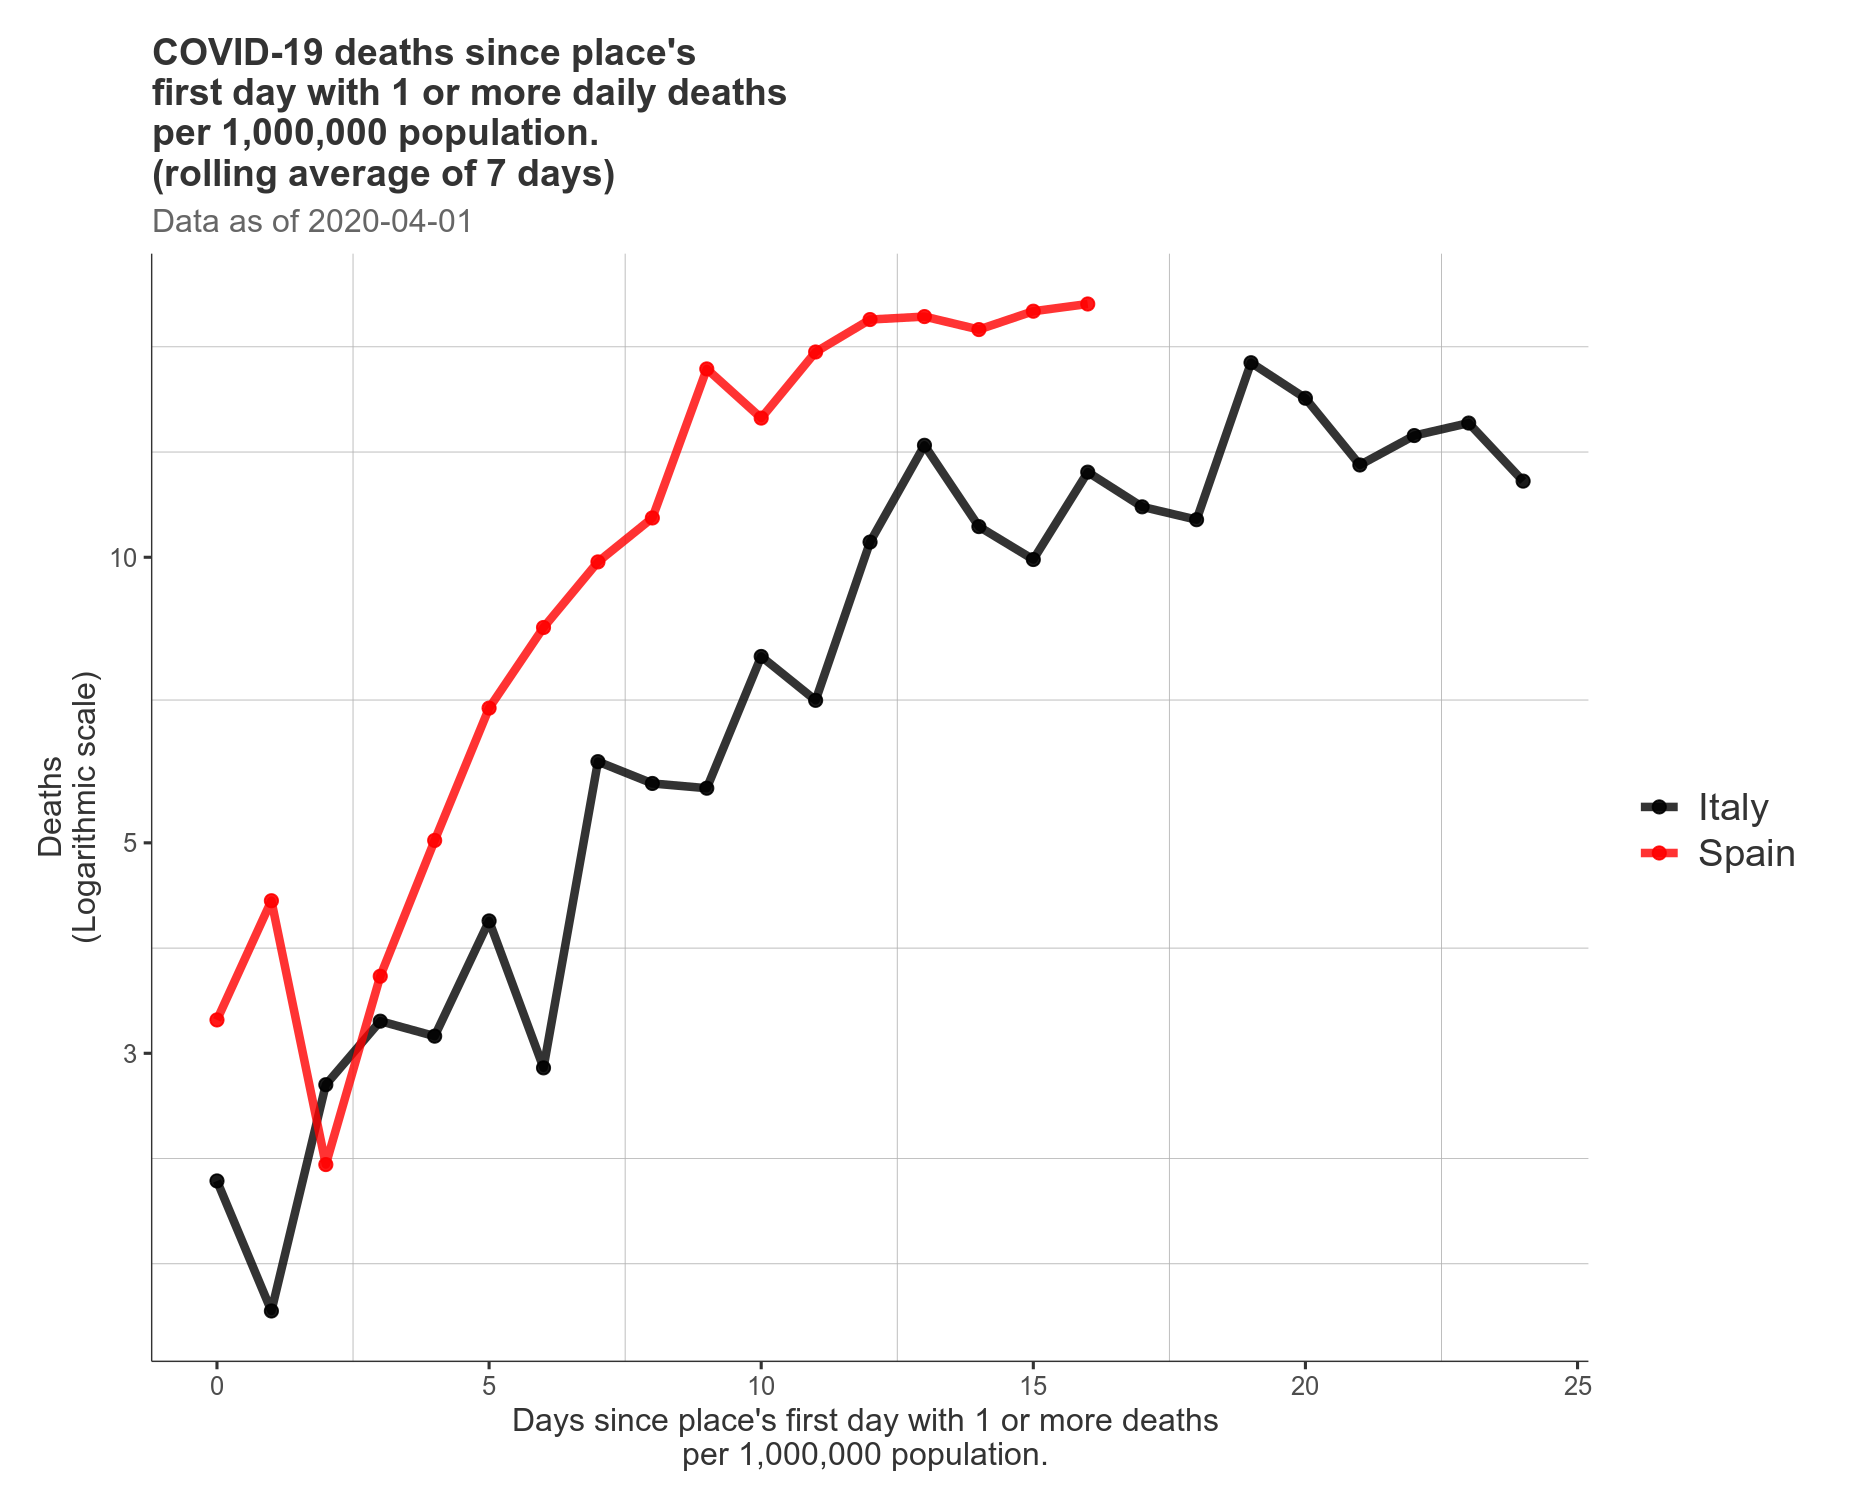 COVID-19 deaths since place's
first day with 1 or more daily deaths
per 1,000,000 population.
(rolling average of 7 days)
Data as of 2020-04-01
Deaths
(Logarithmic scale)
10
5
3
0 5 10 15 20 25
Days since place's first day with 1 or more deaths
per 1,000,000 population.
Italy
Spain